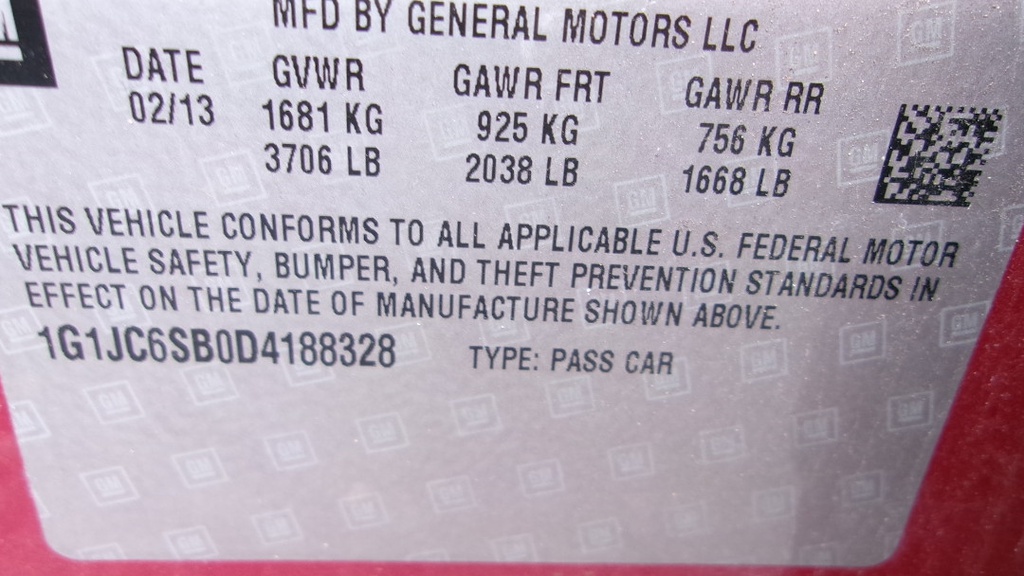 MFD BY GENERAL MOTORS LLC
DATE GVWR GAWR FRT GAWR RR
02/13 1681 KG 925 KG 756 KG
3706 LB 2038 LB 1668 LB
THIS VEHICLE CONFORMS TO ALL APPLICABLE U.S. FEDERAL MOTOR
VEHICLE SAFETY, BUMPER, AND THEFT PREVENTION STANDARDS IN
EFFECT ON THE DATE OF MANUFACTURE SHOWN ABOVE.
1G1JC6SB0D4188328 TYPE: PASS CAR